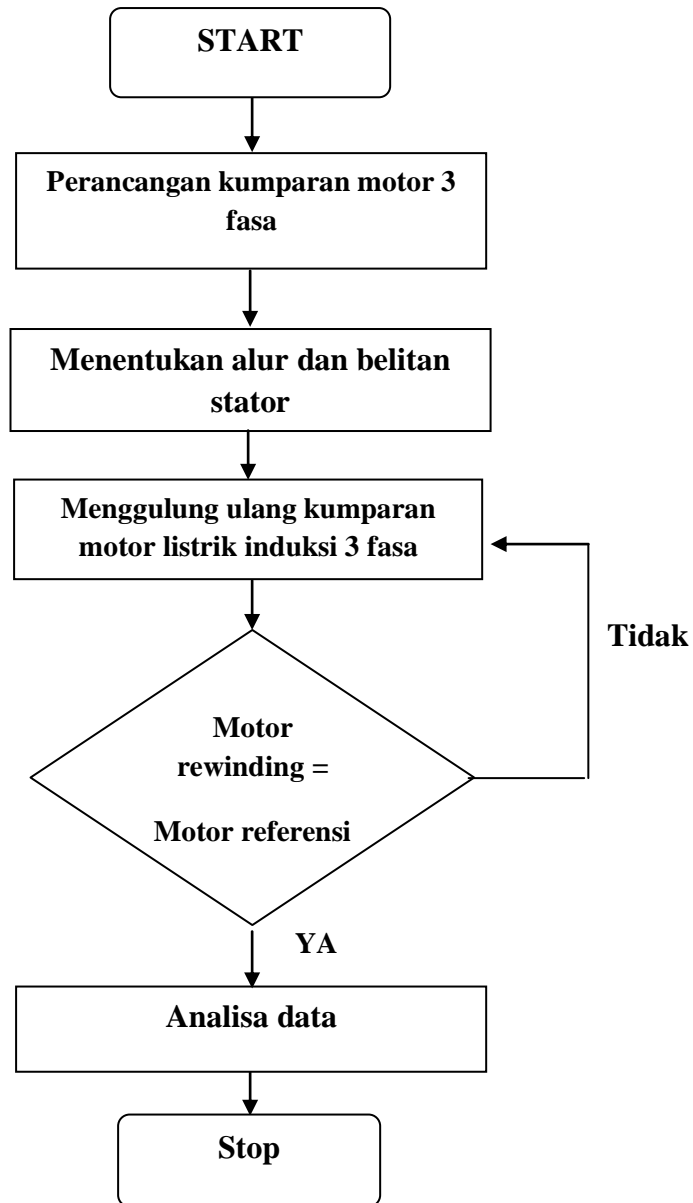 START
Perancangan kumparan motor 3
fasa
Menentukan alur dan belitan
stator
Menggulung ulang kumparan
motor listrik induksi 3 fasa
Tidak
Motor
rewinding =
Motor referensi
YA
Analisa data
Stop